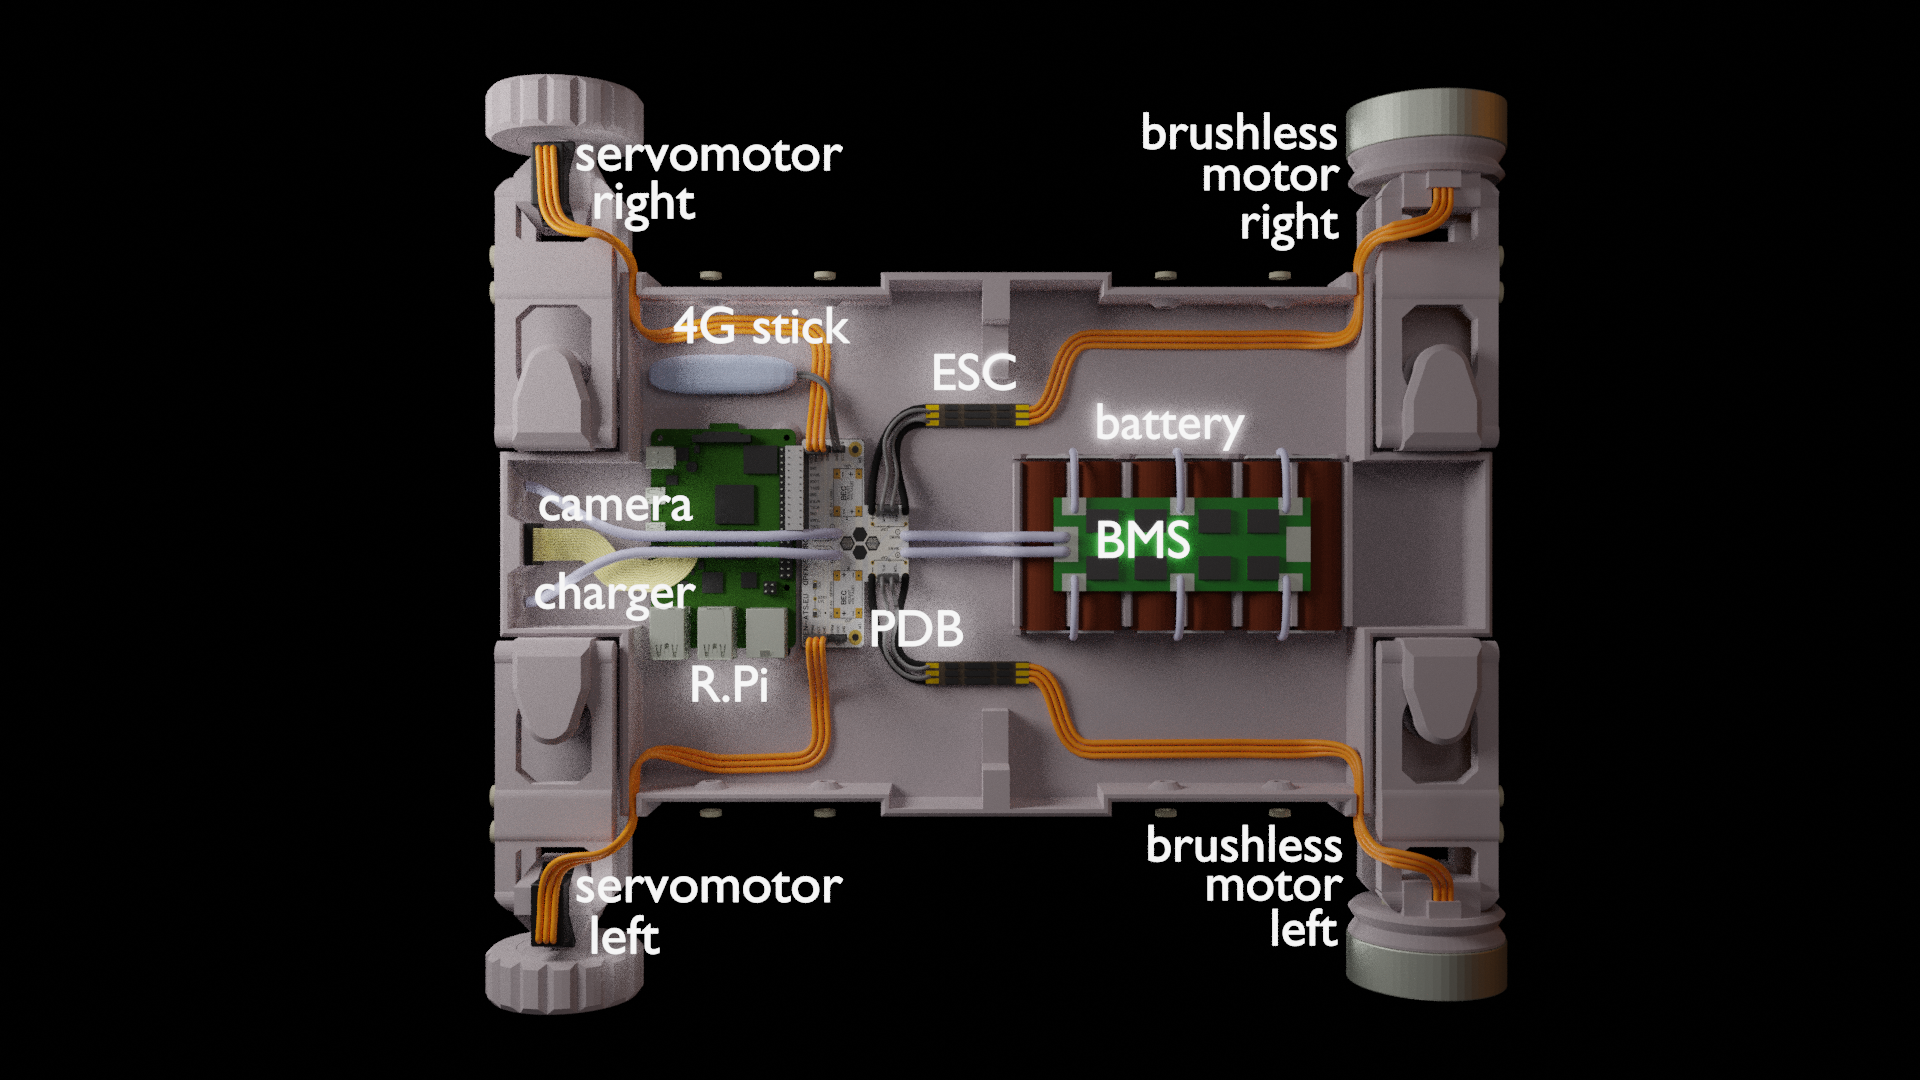 servomotor
right
brushless
motor
right
4G stick
ESC
battery
camera
BMS
charger
PDB
R.Pi
servomotor
left
brushless
motor
left